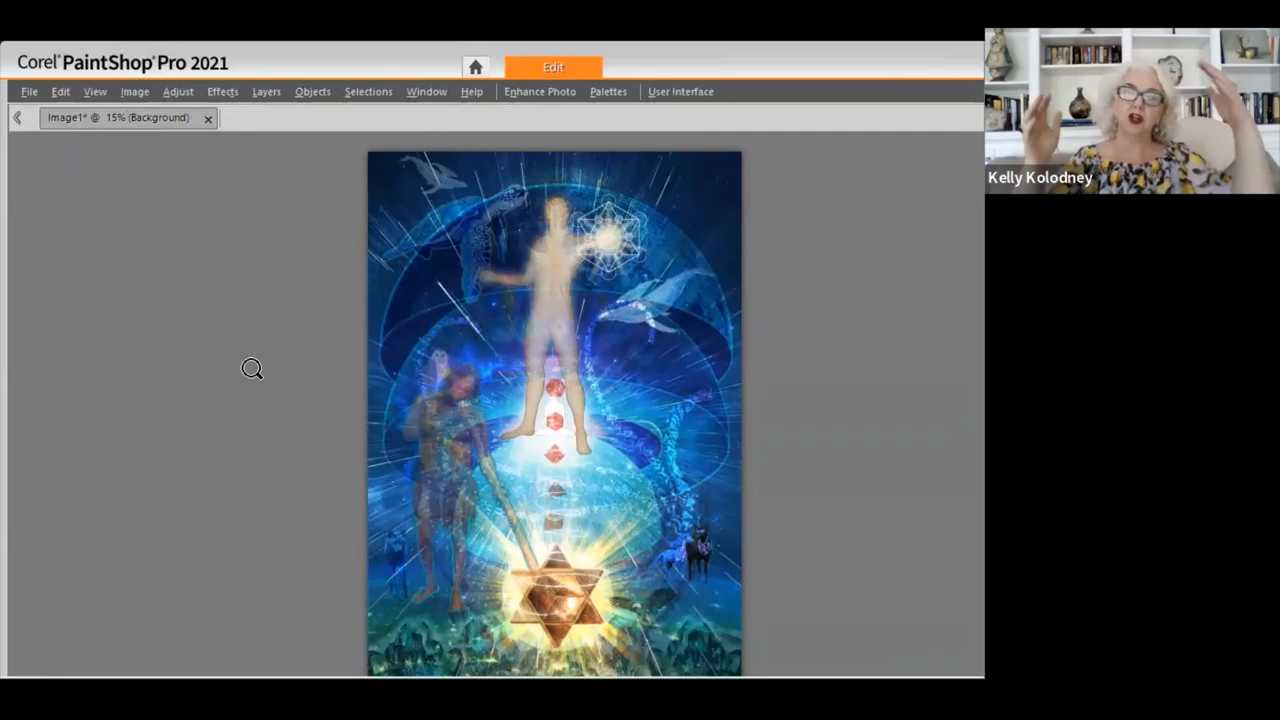 Corel® PaintShop® Pro 2021
Edit
File Edit View Image Adjust Effects Layers Objects Selections Window Help Enhance Photo Palettes User Interface
Image1* @ 15% (Background)
Kelly Kolodney